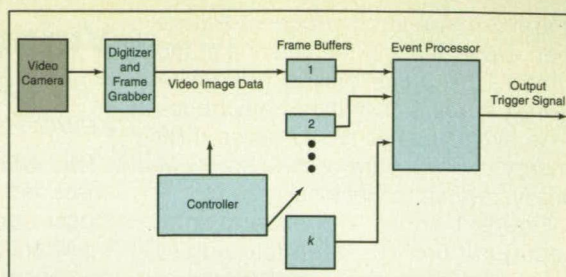 Video
Camera
Digitizer
and
Frame
Grabber
Video Image Data
Frame Buffers
1
2
k
Controller
Event Processor
Output
Trigger Signal